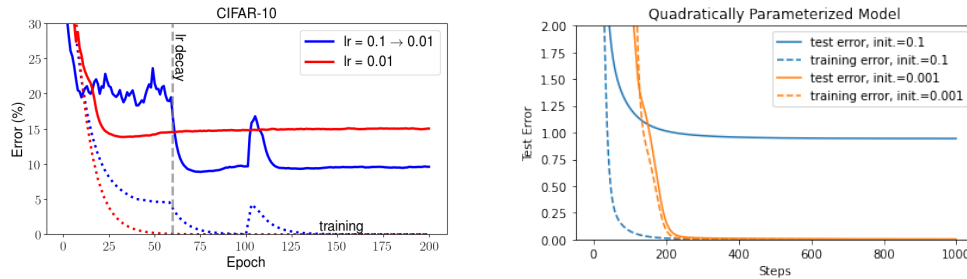 CIFAR-10
30
25
20
15
10
5
0
Error (%)
lr = 0.1 → 0.01
lr = 0.01
lr decay
training
0
25
50
75
100
125
150
175
200
Epoch
Quadratically Parameterized Model
2.00
1.75
1.50
1.25
1.00
0.75
0.50
0.25
0.00
Test Error
test error, init.=0.1
training error, init.=0.1
test error, init.=0.001
training error, init.=0.001
0
200
400
600
800
1000
Steps